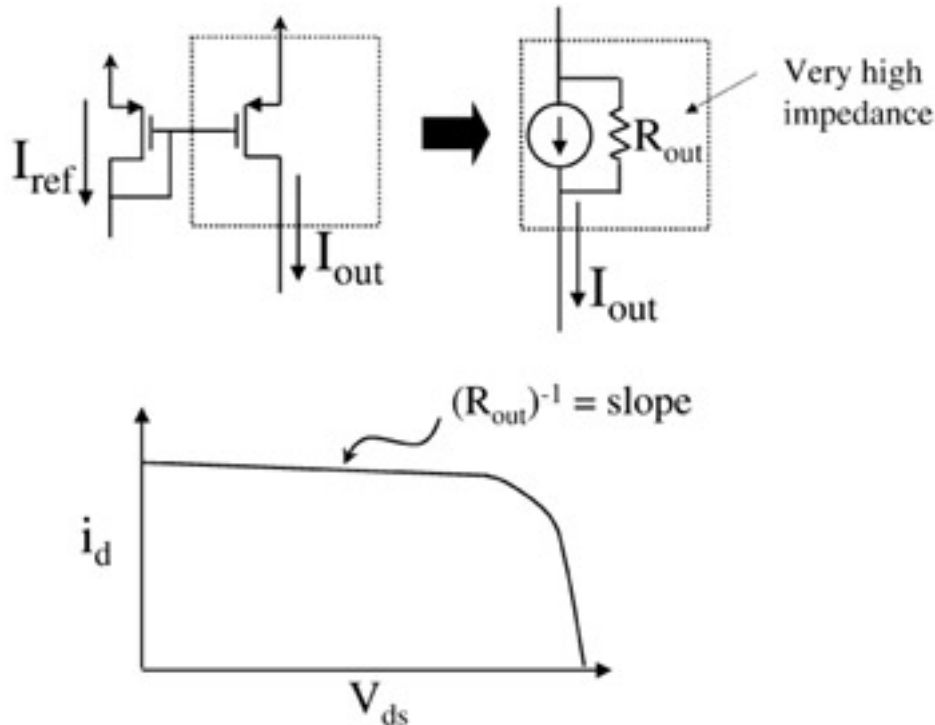 I_ref
I_out
R_out
I_out
Very high
impedance
(R_out)^-1 = slope
i_d
V_ds